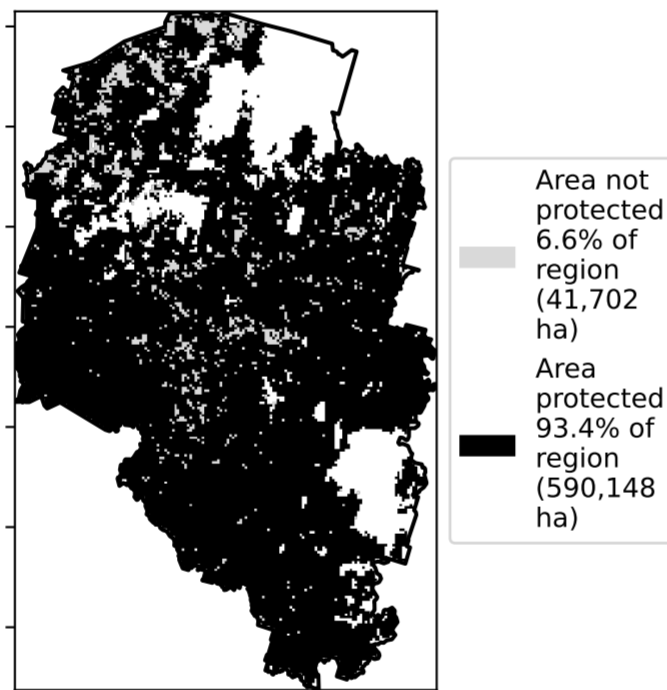 Area not
protected
6.6% of
region
(41,702
ha)
Area
protected
93.4% of
region
(590,148
ha)